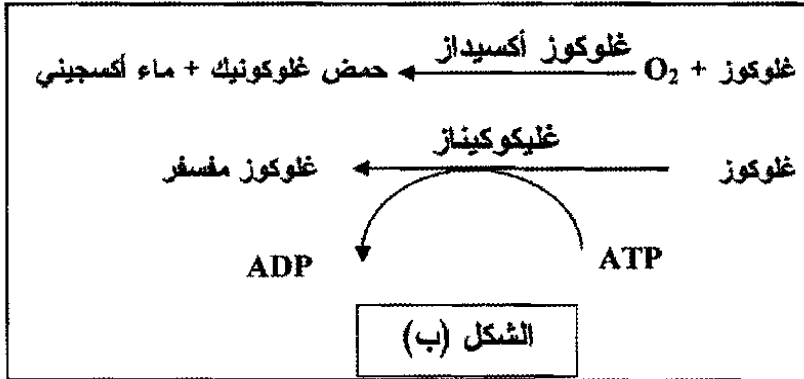 غلوكوز أكسيداز
غلوكوز + O₂ حمض غلوكونيك + ماء أكسجيني
غليكوكيناز
غلوكوز غلوكوز مفسفر
ATP ADP
الشكل (ب)